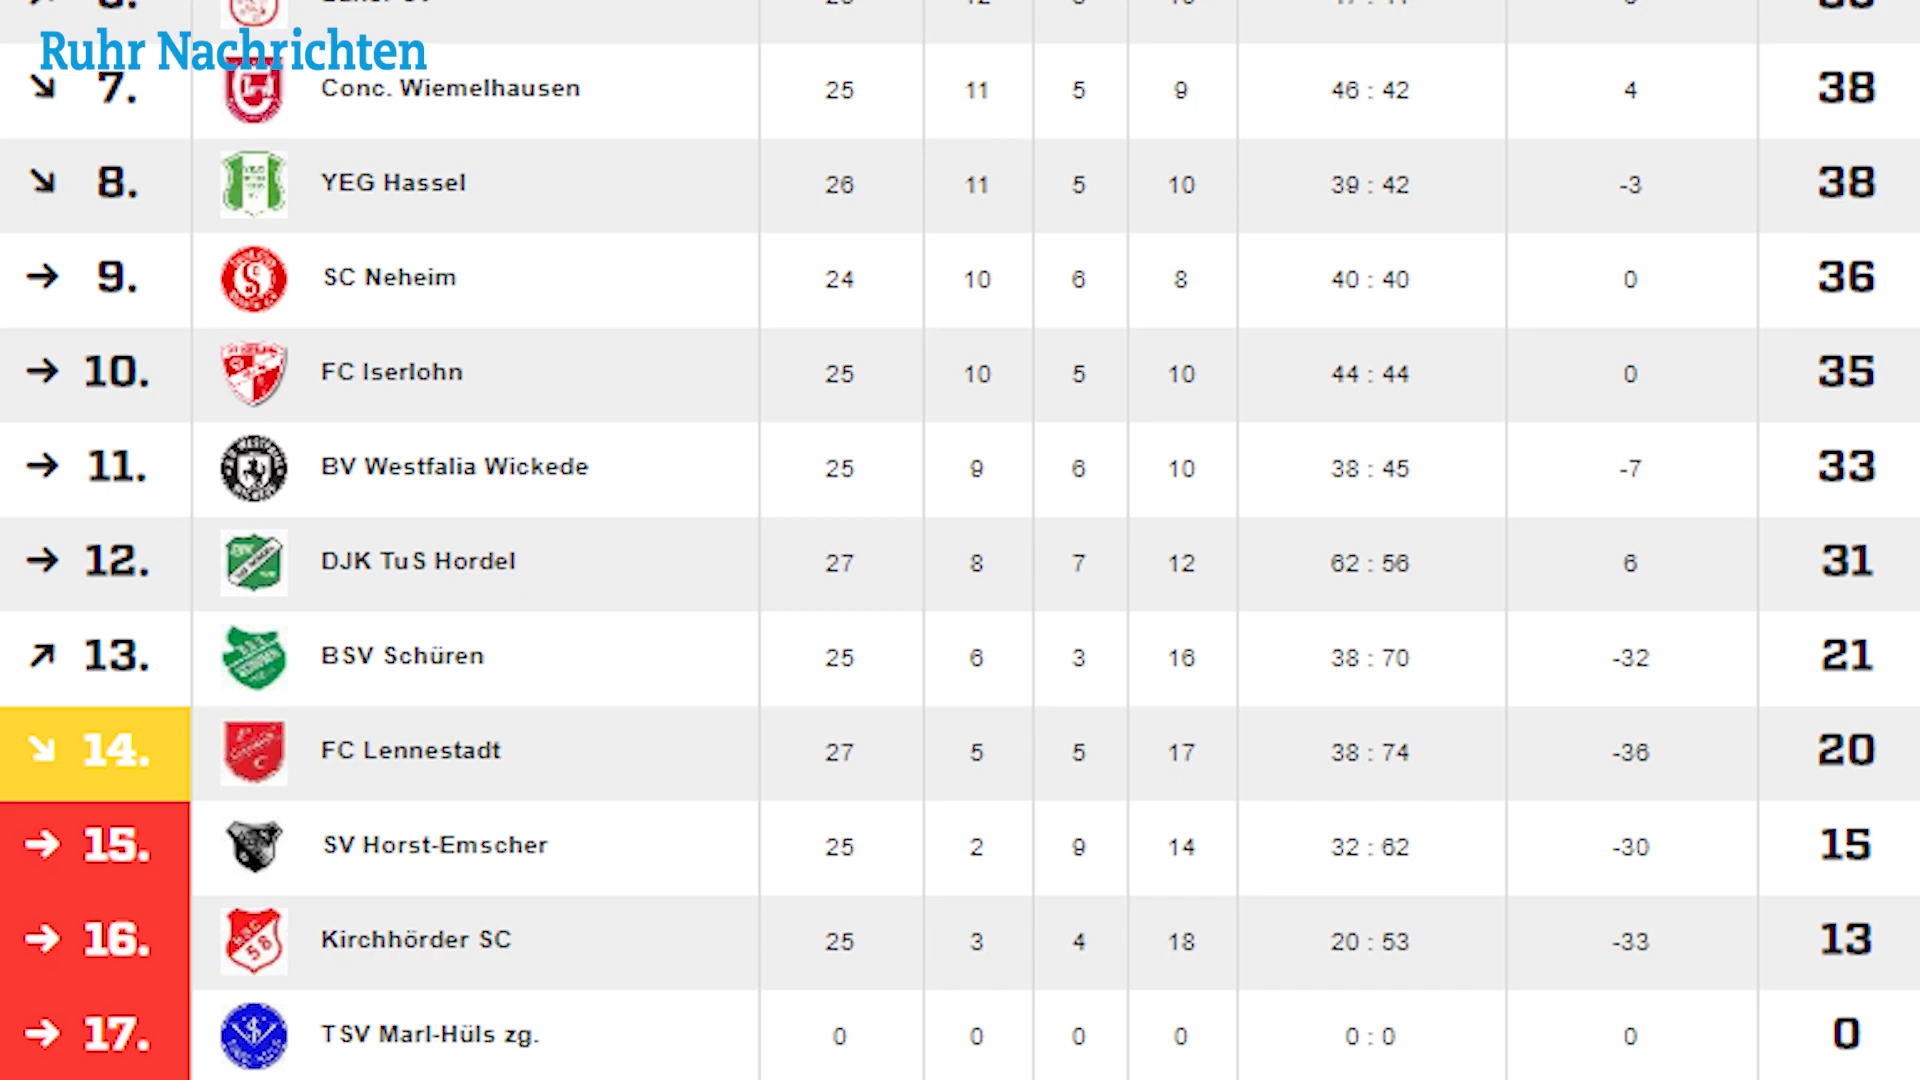 Ruhr Nachrichten
7. Conc. Wiemelhausen 25 11 5 9 46 : 42 4 38
8. YEG Hassel 26 11 5 10 39 : 42 -3 38
9. SC Neheim 24 10 6 8 40 : 40 0 36
10. FC Iserlohn 25 10 5 10 44 : 44 0 35
11. BV Westfalia Wickede 25 9 6 10 38 : 45 -7 33
12. DJK TuS Hordel 27 8 7 12 62 : 56 6 31
13. BSV Schüren 25 6 3 16 38 : 70 -32 21
14. FC Lennestadt 27 5 5 17 38 : 74 -36 20
15. SV Horst-Emscher 25 2 9 14 32 : 62 -30 15
16. Kirchhörder SC 25 3 4 18 20 : 53 -33 13
17. TSV Marl-Hüls zg. 0 0 0 0 0 : 0 0 0